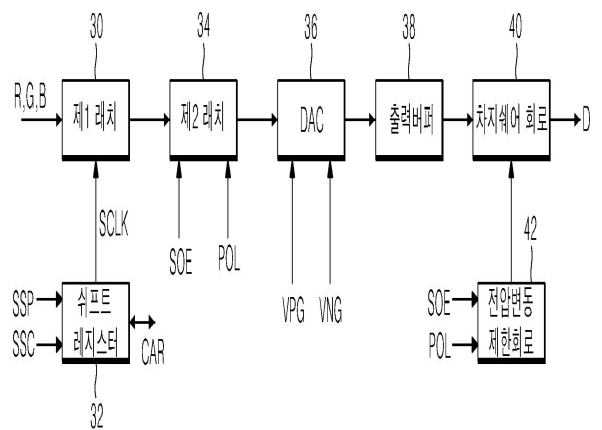 30
34
36
38
40
R,G,B
제1 래치
제2 래치
DAC
출력버퍼
차지쉐어 회로
D
SCLK
SOE
POL
VPG
VNG
42
SSP
SSC
쉬프트
레지스터
CAR
SOE
POL
전압변동
제한회로
32